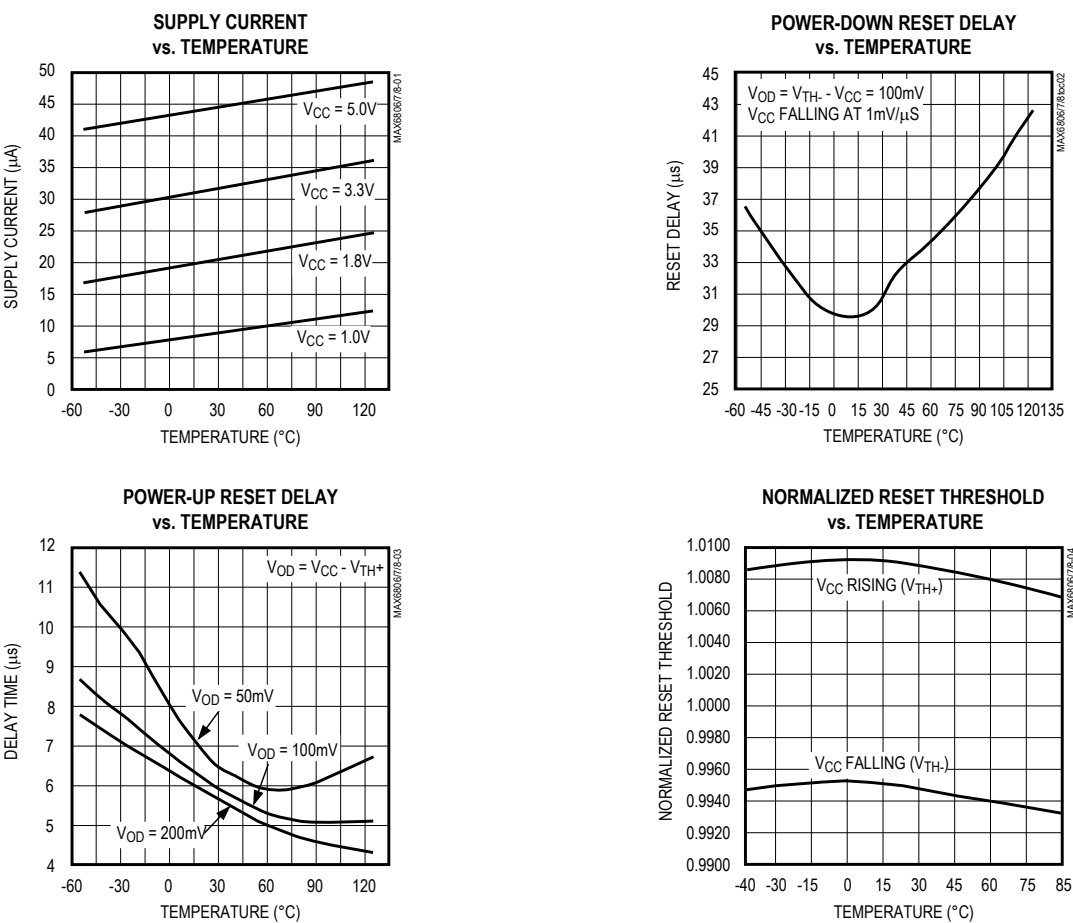 SUPPLY CURRENT
vs. TEMPERATURE
50
45
40
35
30
25
20
15
10
5
0
SUPPLY CURRENT (μA)
VCC = 5.0V
VCC = 3.3V
VCC = 1.8V
VCC = 1.0V
MAX6806/7/8-01
-60 -30 0 30 60 90 120
TEMPERATURE (°C)
POWER-DOWN RESET DELAY
vs. TEMPERATURE
45
43
41
39
37
35
33
31
29
27
25
RESET DELAY (μs)
VOD = VTH- - VCC = 100mV
VCC FALLING AT 1mV/μS
MAX6806/7/8toc02
-60 -45 -30 -15 0 15 30 45 60 75 90 105 120 135
TEMPERATURE (°C)
POWER-UP RESET DELAY
vs. TEMPERATURE
12
11
10
9
8
7
6
5
4
DELAY TIME (μs)
VOD = VCC - VTH+
VOD = 50mV
VOD = 100mV
VOD = 200mV
MAX6806/7/8-03
-60 -30 0 30 60 90 120
TEMPERATURE (°C)
NORMALIZED RESET THRESHOLD
vs. TEMPERATURE
1.0100
1.0080
1.0060
1.0040
1.0020
1.0000
0.9980
0.9960
0.9940
0.9920
0.9900
NORMALIZED RESET THRESHOLD
VCC RISING (VTH+)
VCC FALLING (VTH-)
MAX6806/7/8-04
-40 -30 -15 0 15 30 45 60 75 85
TEMPERATURE (°C)